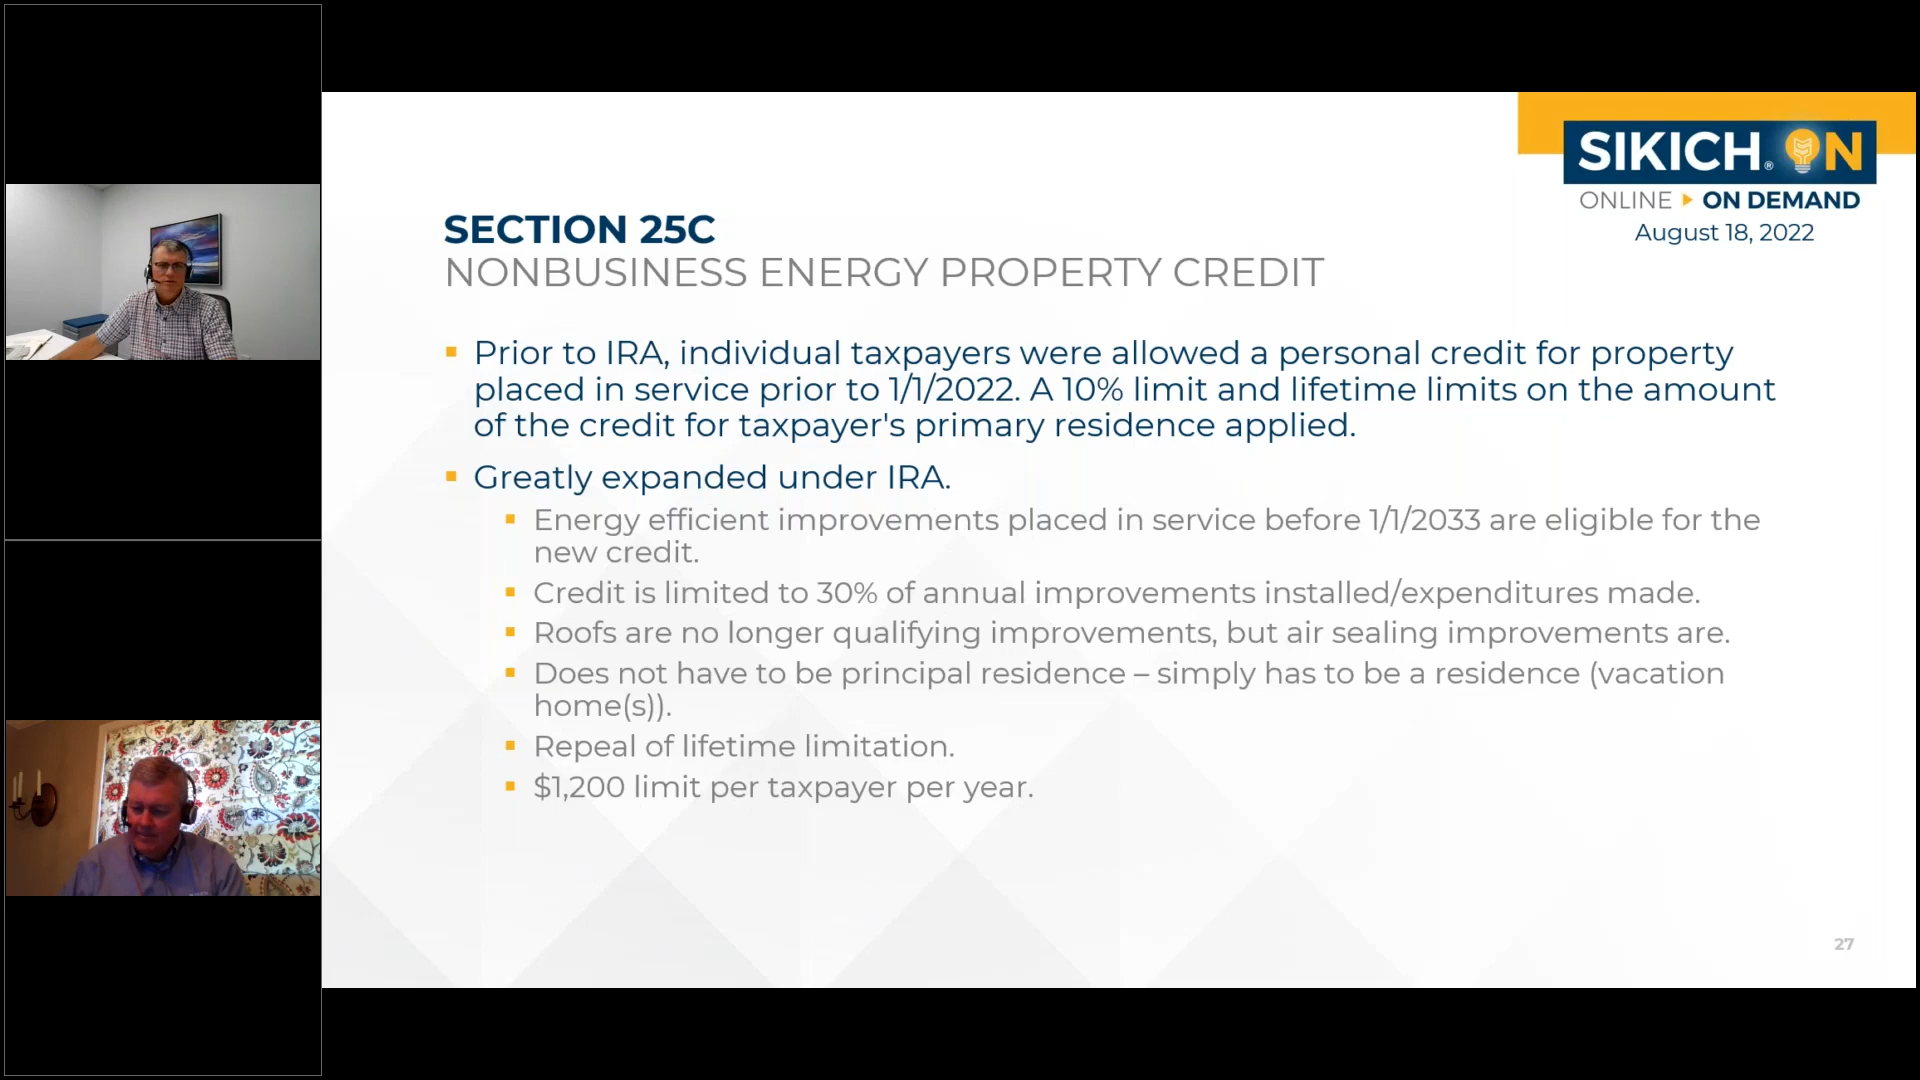 SIKICH® ON
ONLINE ▸ ON DEMAND
August 18, 2022
SECTION 25C
NONBUSINESS ENERGY PROPERTY CREDIT
▪ Prior to IRA, individual taxpayers were allowed a personal credit for property
placed in service prior to 1/1/2022. A 10% limit and lifetime limits on the amount
of the credit for taxpayer's primary residence applied.
▪ Greatly expanded under IRA.
▪ Energy efficient improvements placed in service before 1/1/2033 are eligible for the
new credit.
▪ Credit is limited to 30% of annual improvements installed/expenditures made.
▪ Roofs are no longer qualifying improvements, but air sealing improvements are.
▪ Does not have to be principal residence – simply has to be a residence (vacation
home(s)).
▪ Repeal of lifetime limitation.
▪ $1,200 limit per taxpayer per year.
27